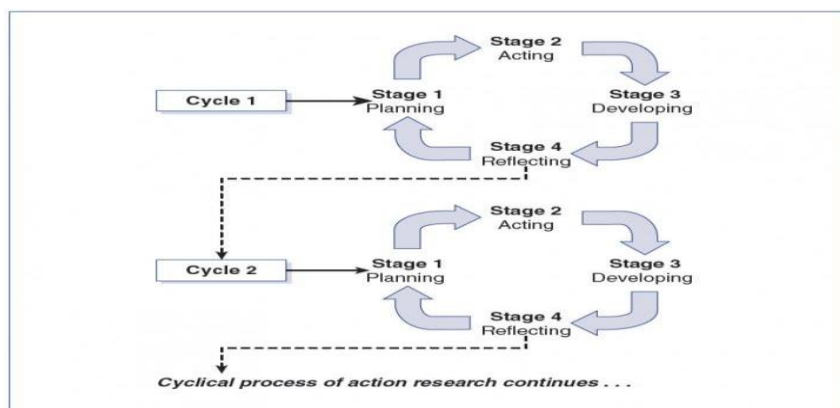 Stage 2
Acting
Cycle 1
Stage 1
Planning
Stage 3
Developing
Stage 4
Reflecting
Stage 2
Acting
Cycle 2
Stage 1
Planning
Stage 3
Developing
Stage 4
Reflecting
Cyclical process of action research continues . . .